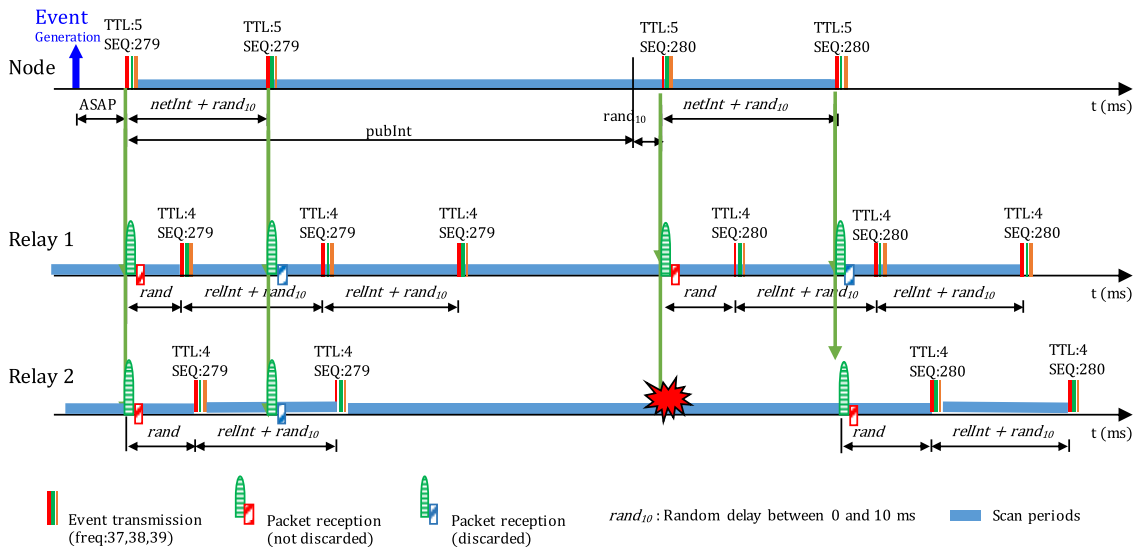 Event
Generation
TTL:5
SEQ:279
TTL:5
SEQ:279
TTL:5
SEQ:280
TTL:5
SEQ:280
Node
ASAP
netInt + rand10
rand10
netInt + rand10
t (ms)
pubInt
TTL:4
SEQ:279
TTL:4
SEQ:279
TTL:4
SEQ:279
TTL:4
SEQ:280
TTL:4
SEQ:280
TTL:4
SEQ:280
Relay 1
rand
relInt + rand10
relInt + rand10
rand
relInt + rand10
relInt + rand10
t (ms)
TTL:4
SEQ:279
TTL:4
SEQ:279
TTL:4
SEQ:280
TTL:4
SEQ:280
Relay 2
rand
relInt + rand10
rand
relInt + rand10
t (ms)
Event transmission
(freq:37,38,39)
Packet reception
(not discarded)
Packet reception
(discarded)
rand10 : Random delay between 0 and 10 ms
Scan periods